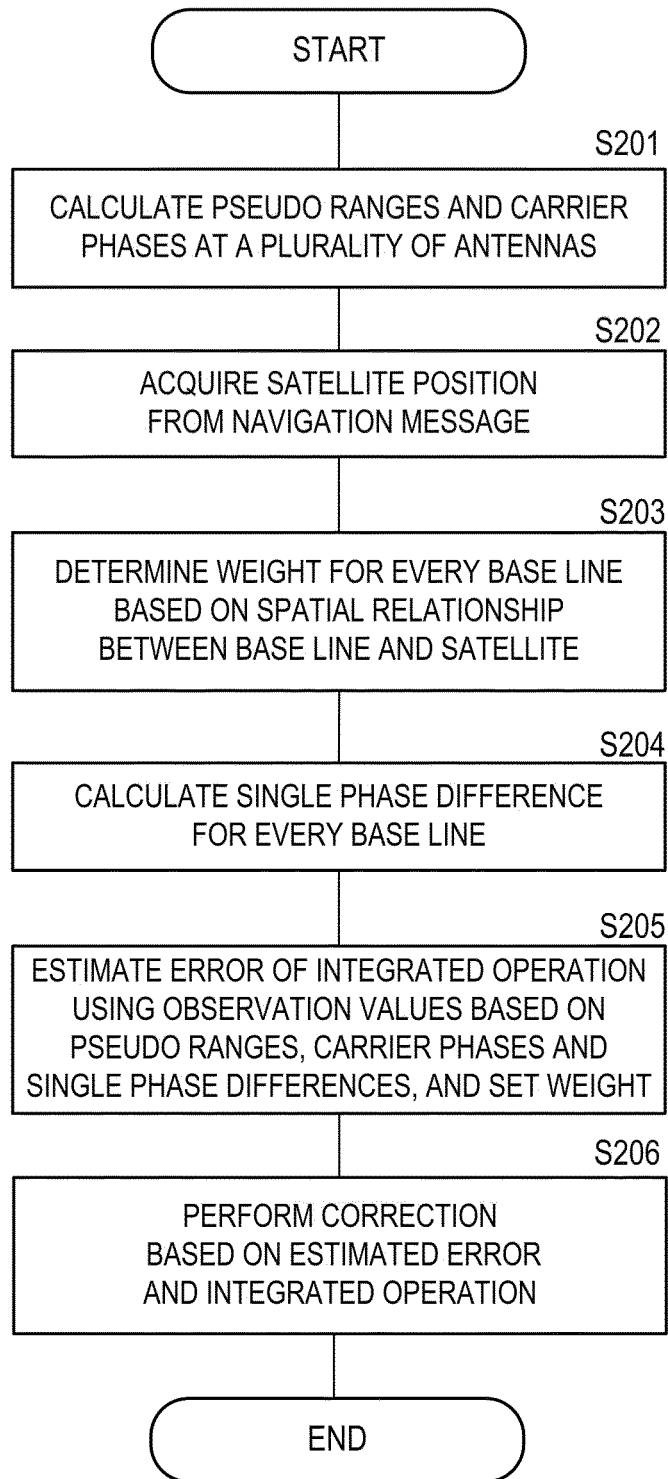 START
S201
CALCULATE PSEUDO RANGES AND CARRIER
PHASES AT A PLURALITY OF ANTENNAS
S202
ACQUIRE SATELLITE POSITION
FROM NAVIGATION MESSAGE
S203
DETERMINE WEIGHT FOR EVERY BASE LINE
BASED ON SPATIAL RELATIONSHIP
BETWEEN BASE LINE AND SATELLITE
S204
CALCULATE SINGLE PHASE DIFFERENCE
FOR EVERY BASE LINE
S205
ESTIMATE ERROR OF INTEGRATED OPERATION
USING OBSERVATION VALUES BASED ON
PSEUDO RANGES, CARRIER PHASES AND
SINGLE PHASE DIFFERENCES, AND SET WEIGHT
S206
PERFORM CORRECTION
BASED ON ESTIMATED ERROR
AND INTEGRATED OPERATION
END